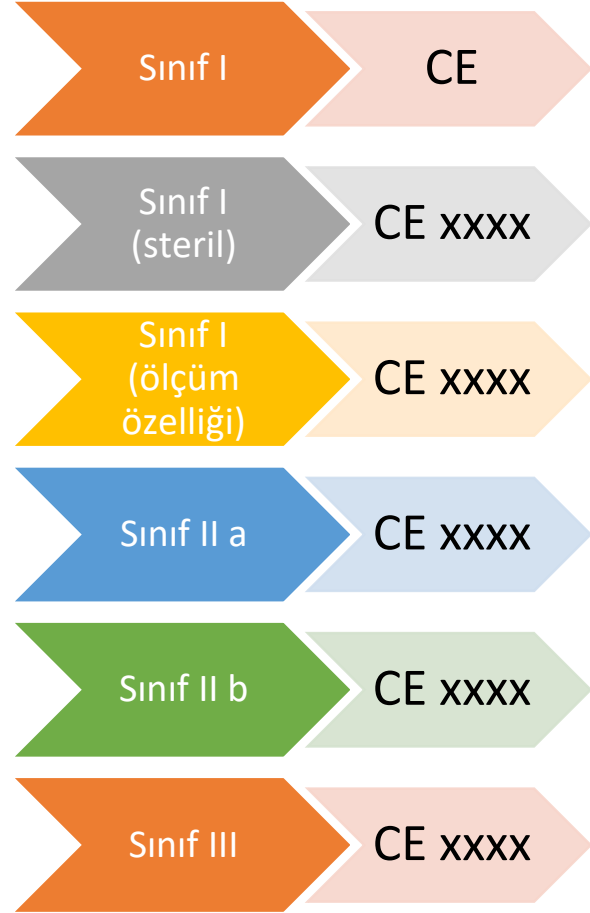 Sınıf I
CE
Sınıf I
(steril)
CE xxxx
Sınıf I
(ölçüm
özelliği)
CE xxxx
Sınıf II a
CE xxxx
Sınıf II b
CE xxxx
Sınıf III
CE xxxx